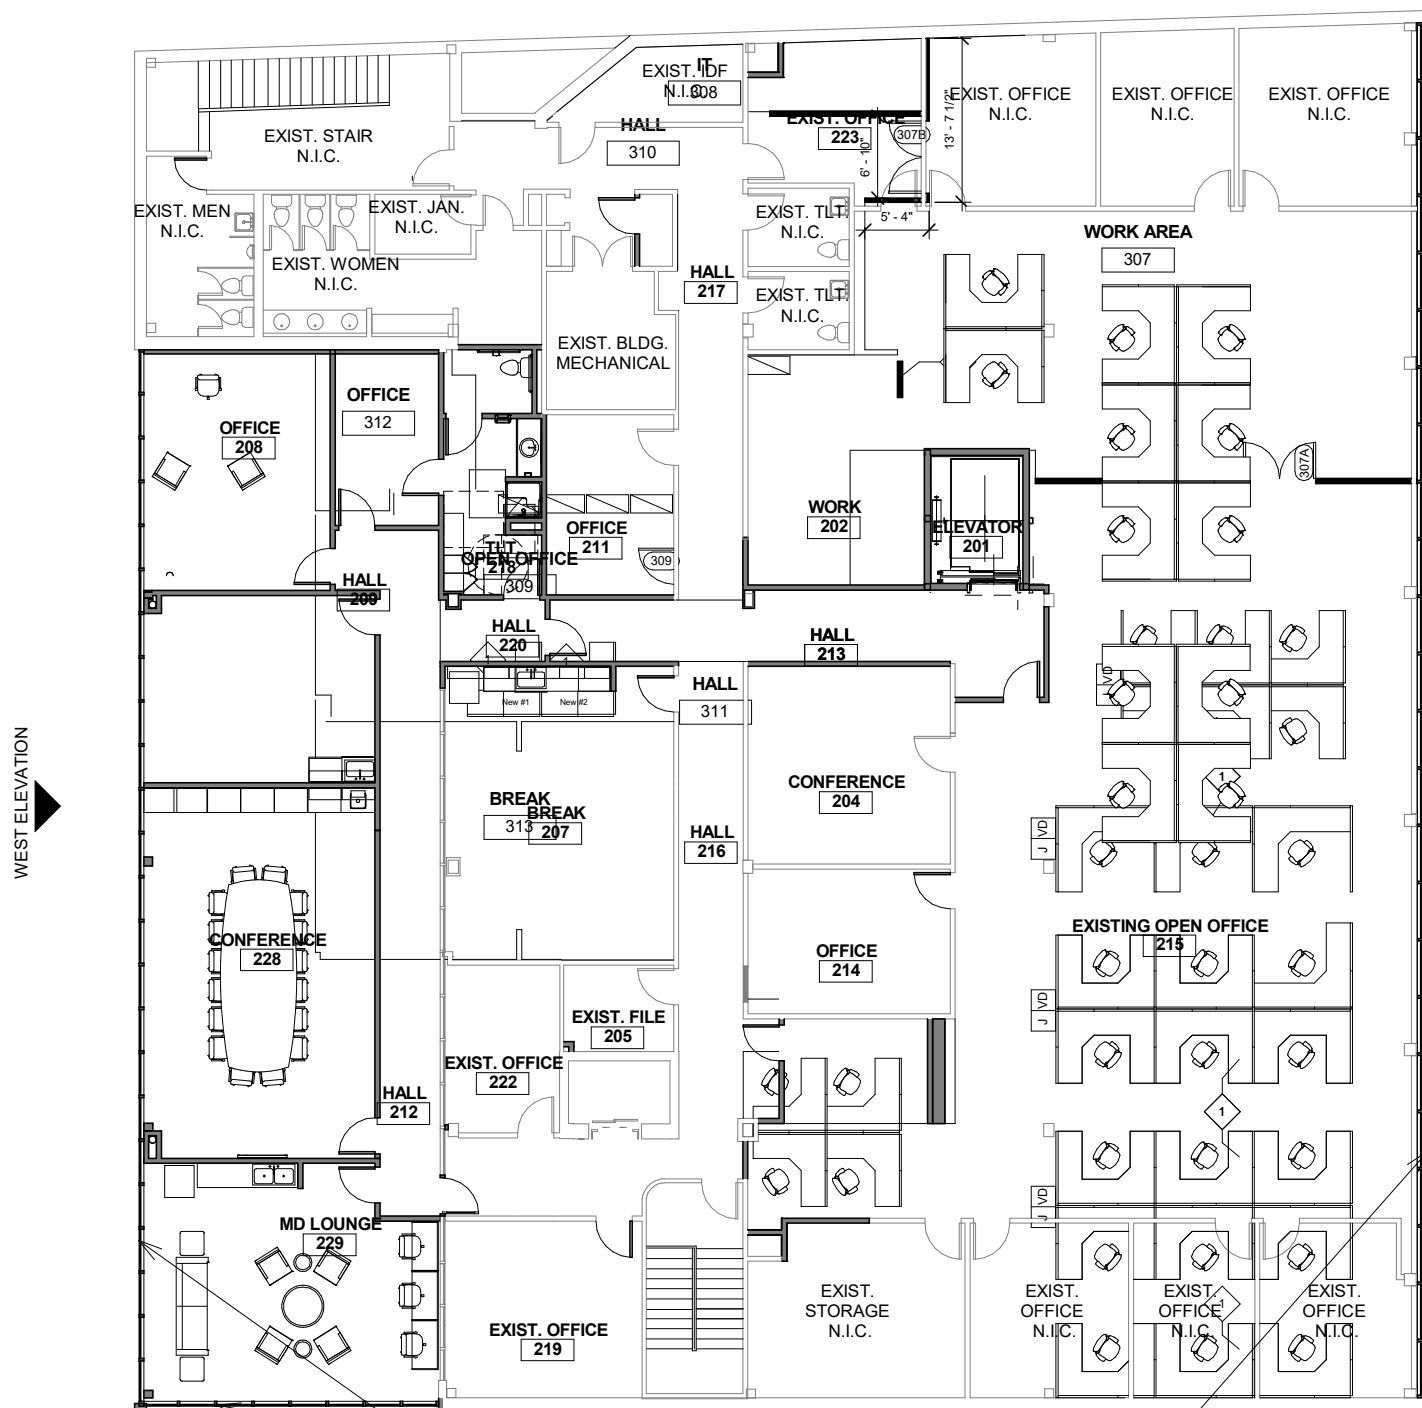 IT
EXIST. IDF
N.I.C.
308
HALL
310
EXIST. OFFICE
223
307B
13' - 7 1/2"
6' - 10"
5' - 4"
EXIST. OFFICE
N.I.C.
EXIST. OFFICE
N.I.C.
EXIST. OFFICE
N.I.C.
EXIST. STAIR
N.I.C.
EXIST. MEN
N.I.C.
EXIST. JAN.
N.I.C.
EXIST. WOMEN
N.I.C.
EXIST. TLT.
N.I.C.
EXIST. TLT.
N.I.C.
WORK AREA
307
HALL
217
EXIST. BLDG.
MECHANICAL
OFFICE
312
OFFICE
208
307A
WORK
202
ELEVATOR
201
OFFICE
211
309
TLT
218
OPEN OFFICE
309
HALL
209
HALL
220
1
HALL
213
HALL
311
New #1
New #2
J VD
WEST ELEVATION
CONFERENCE
204
1
BREAK
313
BREAK
207
HALL
216
J VD
CONFERENCE
228
OFFICE
214
EXISTING OPEN OFFICE
215
J VD
EXIST. FILE
205
EXIST. OFFICE
222
HALL
212
1
J VD
MD LOUNGE
229
EXIST. OFFICE
219
EXIST.
STORAGE
N.I.C.
EXIST.
OFFICE
N.I.C.
EXIST.
OFFICE
N.I.C.
1
EXIST.
OFFICE
N.I.C.